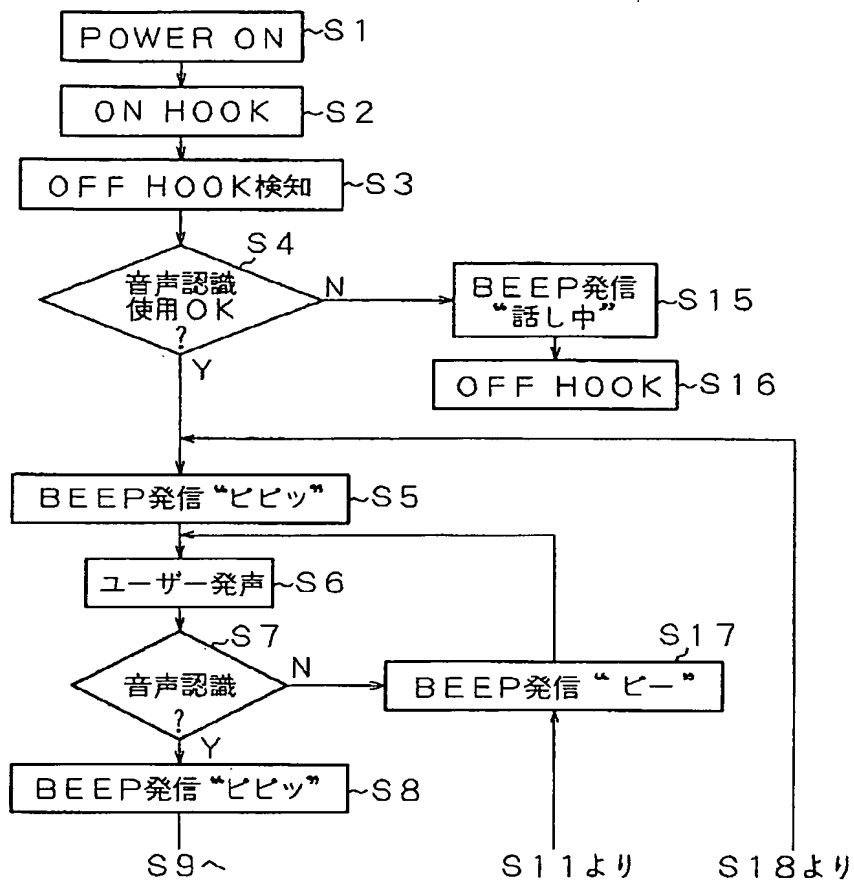 POWER ON
S1
ON HOOK
S2
OFF HOOK検知
S3
S4
音声認識
使用OK
?
N
Y
BEEP発信
“話し中”
S15
OFF HOOK
S16
BEEP発信“ピピッ”
S5
ユーザー発声
S6
S7
音声認識
?
N
Y
S17
BEEP発信“ピー”
BEEP発信“ピピッ”
S8
S9へ
S11より
S18より